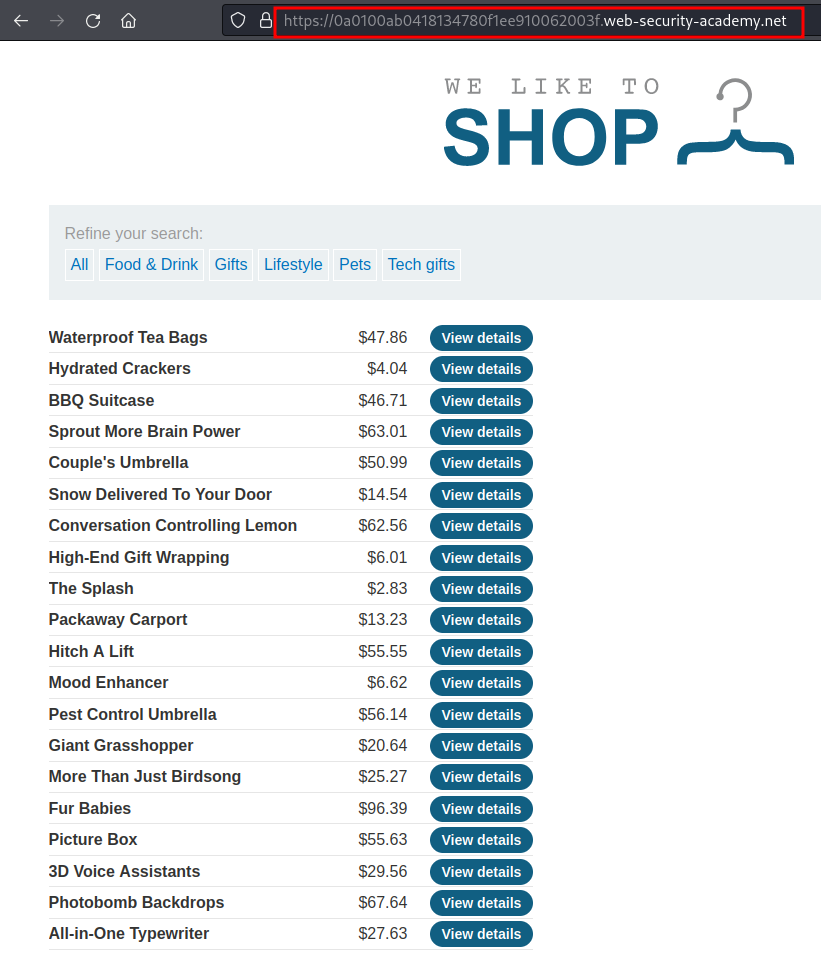 https://0a0100ab0418134780f1ee910062003f.web-security-academy.net
WE LIKE TO
SHOP
Refine your search:
All Food & Drink Gifts Lifestyle Pets Tech gifts
Waterproof Tea Bags $47.86 View details
Hydrated Crackers $4.04 View details
BBQ Suitcase $46.71 View details
Sprout More Brain Power $63.01 View details
Couple's Umbrella $50.99 View details
Snow Delivered To Your Door $14.54 View details
Conversation Controlling Lemon $62.56 View details
High-End Gift Wrapping $6.01 View details
The Splash $2.83 View details
Packaway Carport $13.23 View details
Hitch A Lift $55.55 View details
Mood Enhancer $6.62 View details
Pest Control Umbrella $56.14 View details
Giant Grasshopper $20.64 View details
More Than Just Birdsong $25.27 View details
Fur Babies $96.39 View details
Picture Box $55.63 View details
3D Voice Assistants $29.56 View details
Photobomb Backdrops $67.64 View details
All-in-One Typewriter $27.63 View details